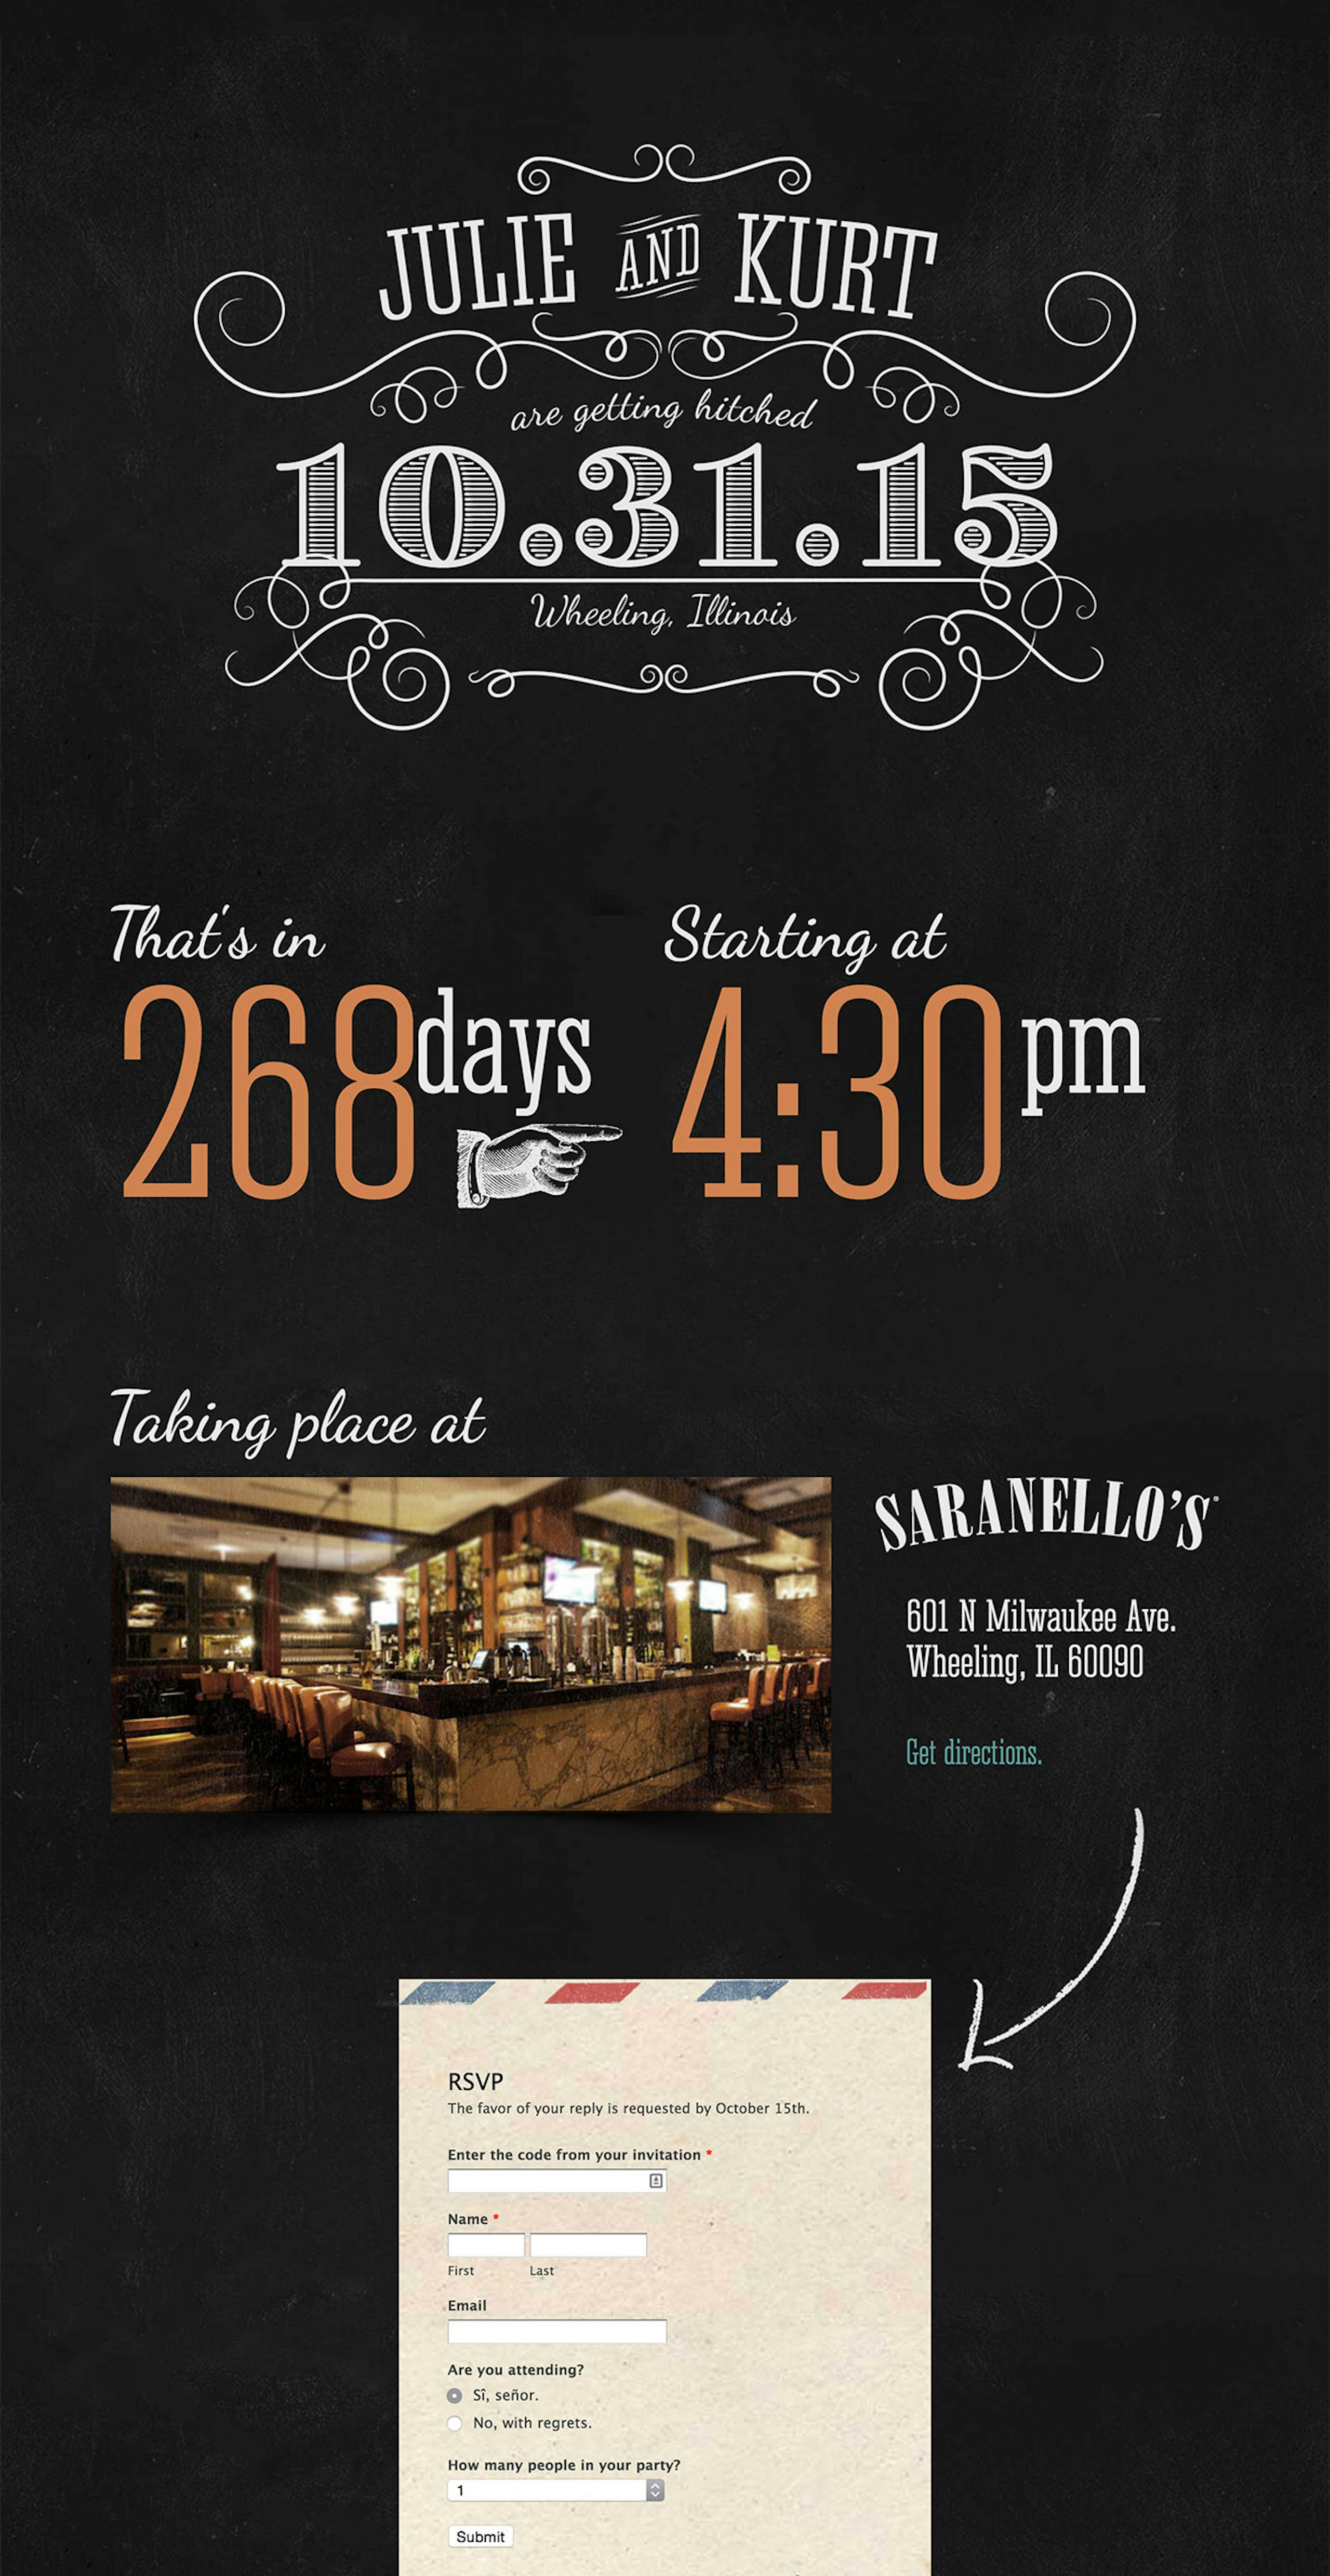 JULIE AND KURT
are getting hitched
10.31.15
Wheeling, Illinois
That's in
268 days
Starting at
4:30 pm
Taking place at
SARANELLO'S
601 N Milwaukee Ave.
Wheeling, IL 60090
Get directions.
RSVP
The favor of your reply is requested by October 15th.
Enter the code from your invitation *
Name *
First Last
Email
Are you attending?
Sî, señor.
No, with regrets.
How many people in your party?
1
Submit